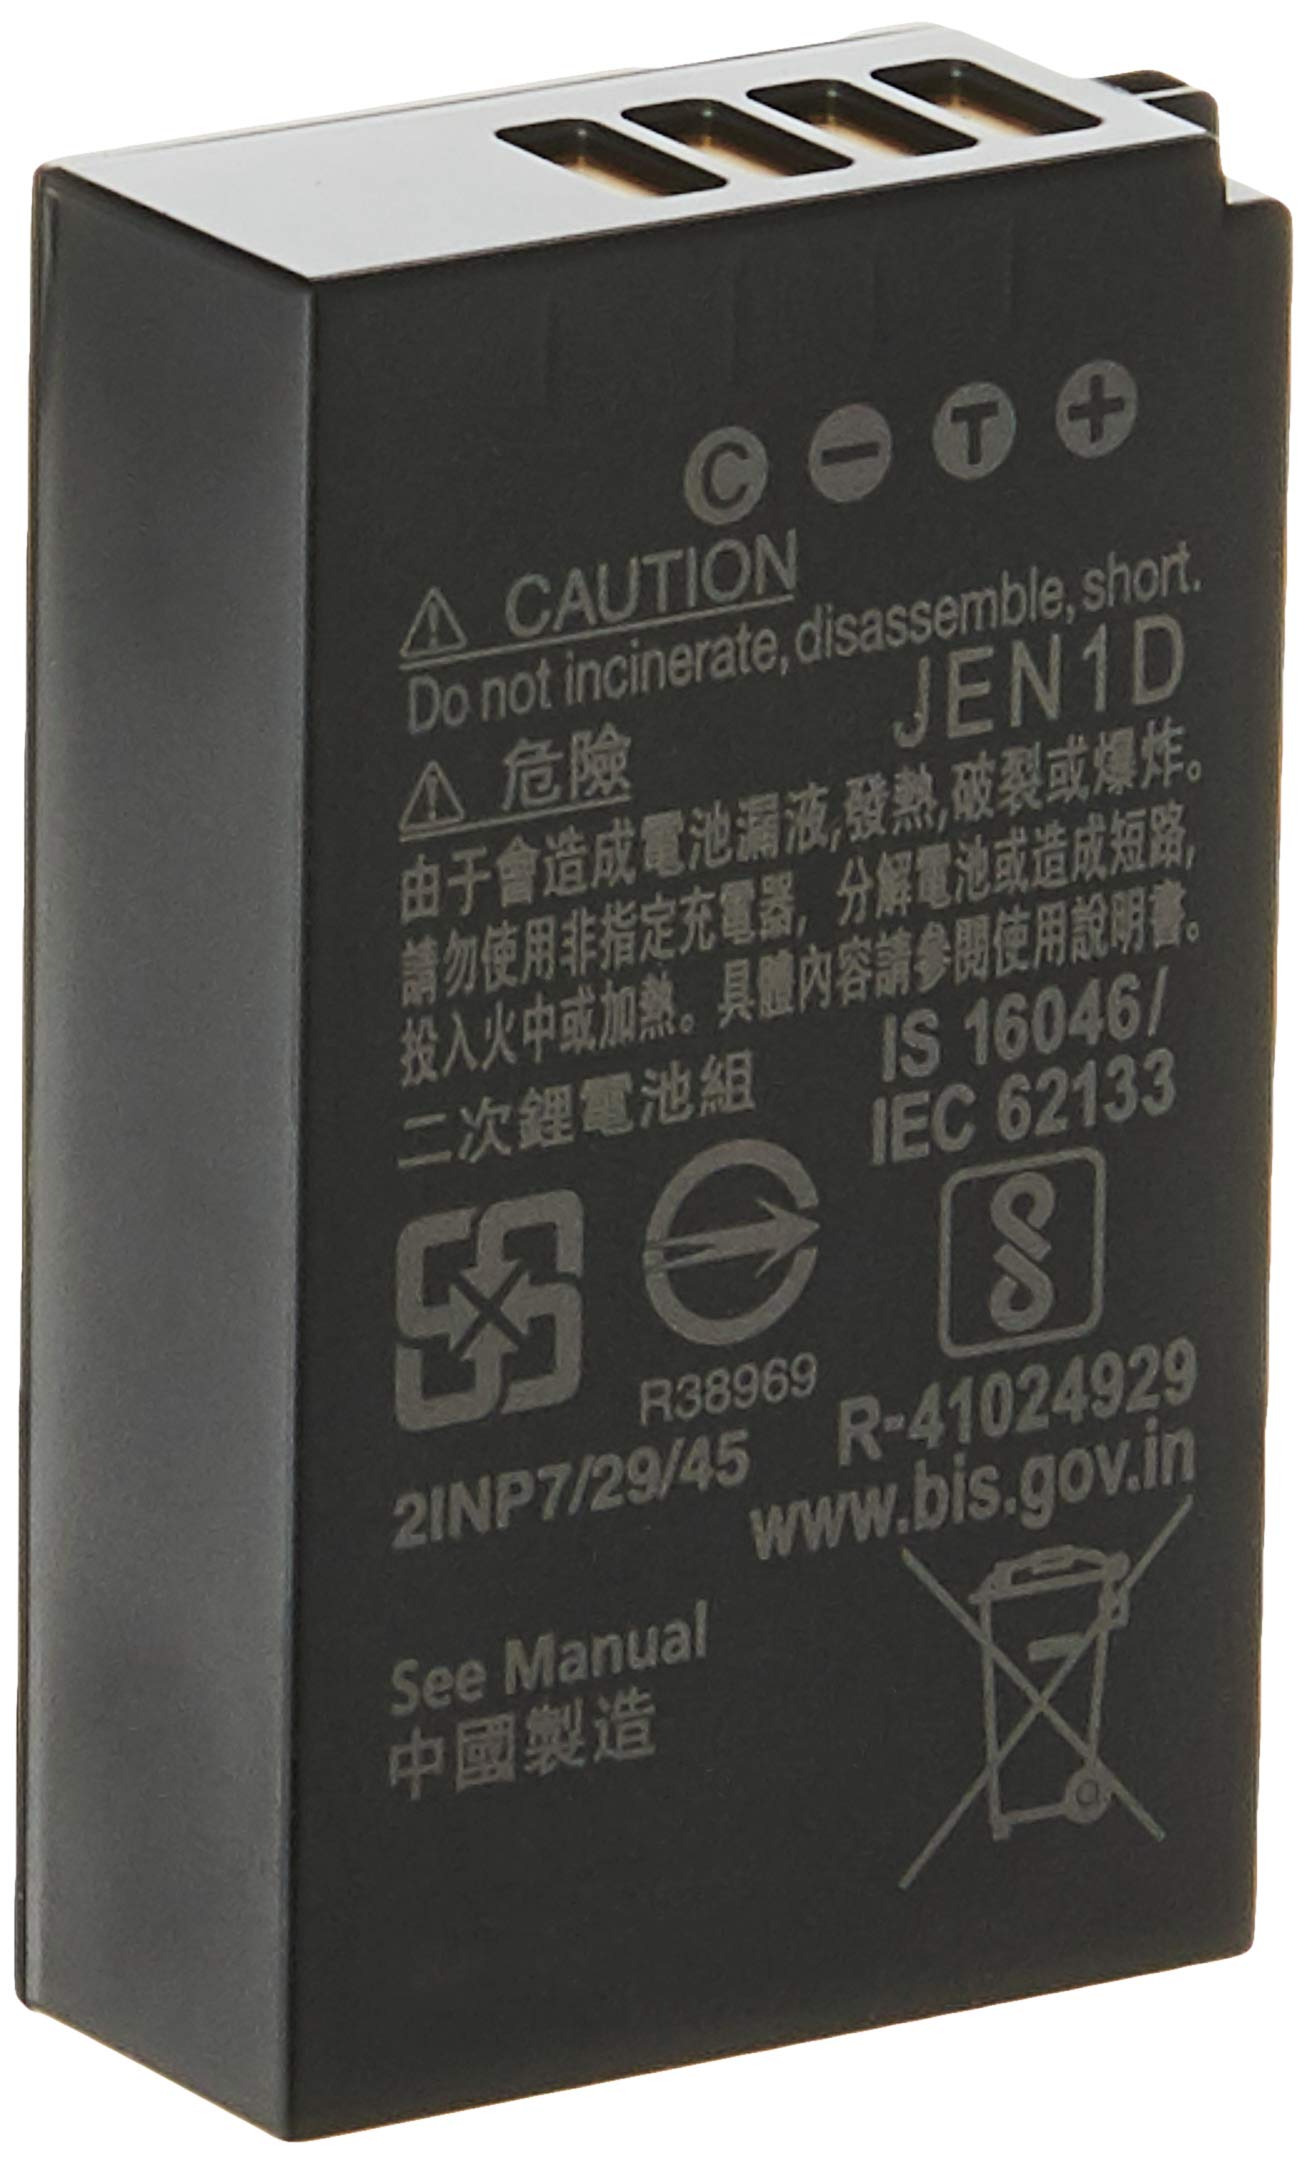 C − T +
⚠ CAUTION
Do not incinerate, disassemble, short.
JEN1D
⚠ 危險
由于會造成電池漏液,發熱,破裂或爆炸。
請勿使用非指定充電器, 分解電池或造成短路,
投入火中或加熱。具體內容請參閱使用說明書。
二次鋰電池組
IS 16046/
IEC 62133
R38969
R-41024929
2INP7/29/45
www.bis.gov.in
See Manual
中國製造